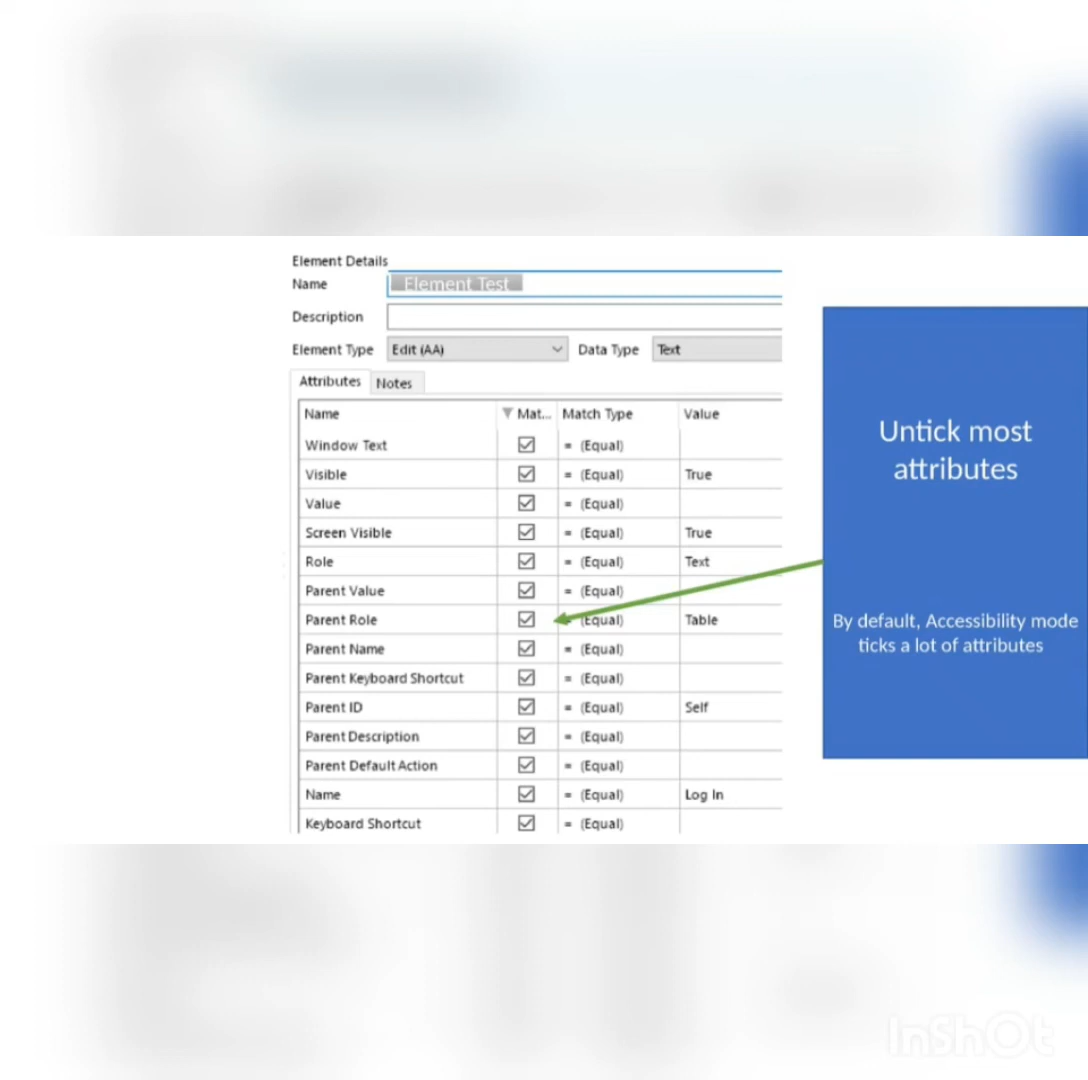 Element Details
Name Element Test
Description
Element Type Edit (AA) Data Type Text
Attributes Notes
Name Mat... Match Type Value
Window Text = (Equal)
Visible = (Equal) True
Value = (Equal)
Screen Visible = (Equal) True
Role = (Equal) Text
Parent Value = (Equal)
Parent Role = (Equal) Table
Parent Name = (Equal)
Parent Keyboard Shortcut = (Equal)
Parent ID = (Equal) Self
Parent Description = (Equal)
Parent Default Action = (Equal)
Name = (Equal) Log In
Keyboard Shortcut = (Equal)
Untick most
attributes
By default, Accessibility mode
ticks a lot of attributes
InShOt